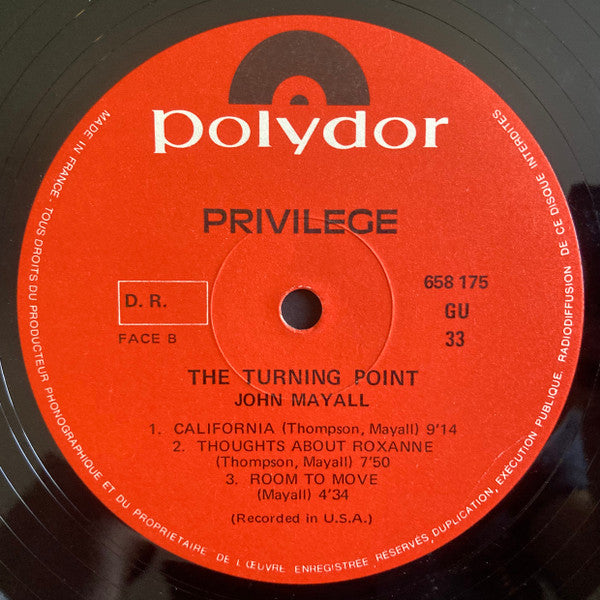 polydor
PRIVILEGE
D. R.
FACE B
658 175
GU
33
THE TURNING POINT
JOHN MAYALL
1. CALIFORNIA (Thompson, Mayall) 9'14
2. THOUGHTS ABOUT ROXANNE
(Thompson, Mayall) 7'50
3. ROOM TO MOVE
(Mayall) 4'34
(Recorded in U.S.A.)
MADE IN FRANCE · TOUS DROITS DU PRODUCTEUR PHONOGRAPHIQUE ET DU PROPRIETAIRE DE L'ŒUVRE ENREGISTREE, RÉSERVÉS, DUPLICATION, EXÉCUTION PUBLIQUE, RADIODIFFUSION DE CE DISQUE INTERDITES